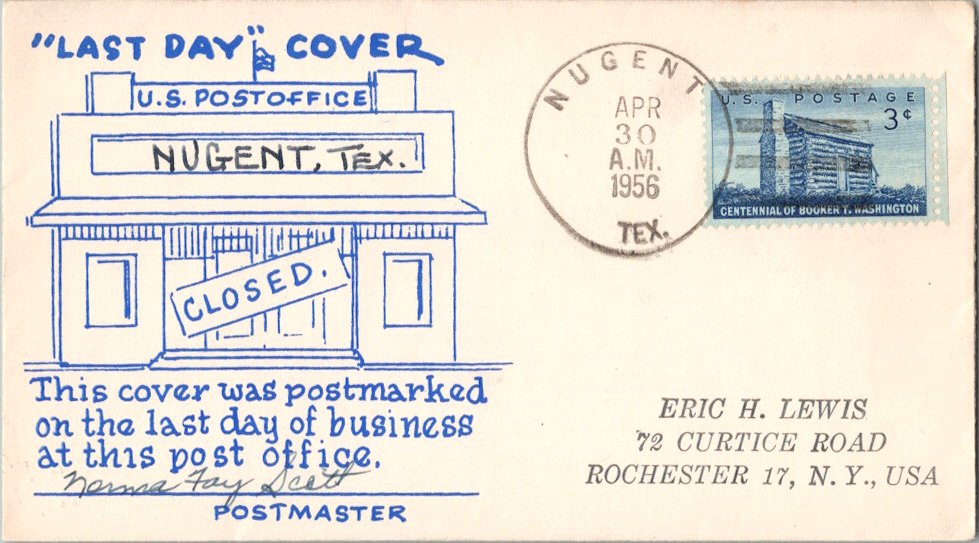 "LAST DAY" COVER
U.S. POSTOFFICE
NUGENT, TEX.
CLOSED.
This cover was postmarked
on the last day of business
at this post office.
Norma Fay Scott
POSTMASTER
NUGENT
APR
30
A.M.
1956
TEX.
U.S. POSTAGE
3¢
CENTENNIAL OF BOOKER T. WASHINGTON
ERIC H. LEWIS
72 CURTICE ROAD
ROCHESTER 17, N. Y., USA